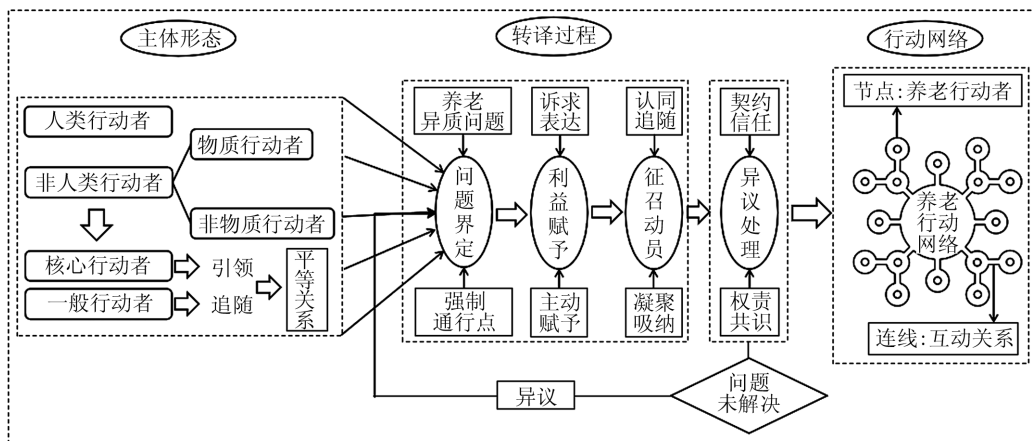 主体形态
转译过程
行动网络
人类行动者
非人类行动者
物质行动者
非物质行动者
核心行动者
引领
一般行动者
追随
平等关系
养老
异质问题
诉求
表达
认同
追随
契约
信任
问题界定
利益赋予
征召动员
异议处理
强制
通行点
主动
赋予
凝聚
吸纳
权责
共识
异议
问题
未解决
节点:养老行动者
养老
行动
网络
连线:互动关系